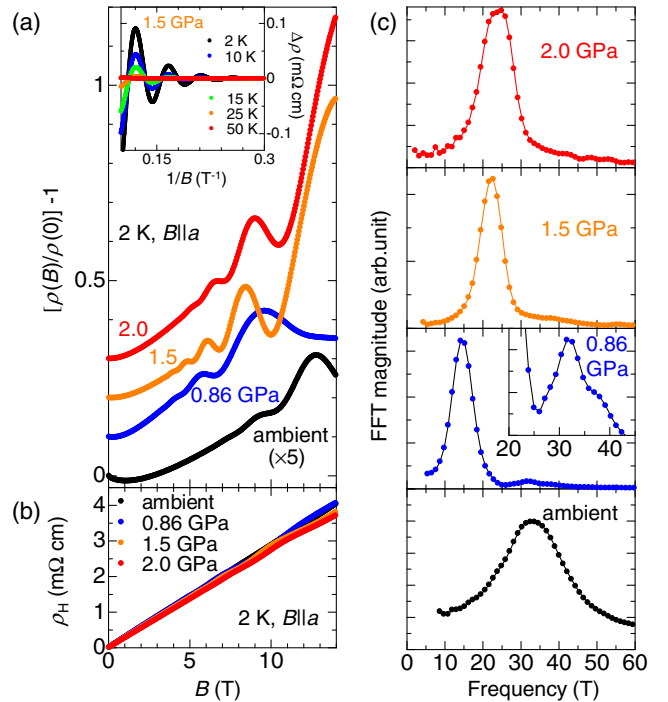 (a)
1.5 GPa
2 K
10 K
15 K
25 K
50 K
0.1
0
-0.1
Δρ (mΩ cm)
0.15
0.3
1/B (T⁻¹)
1
0.5
0
[ρ(B)/ρ(0)] -1
2 K, B||a
2.0
1.5
0.86 GPa
ambient
(×5)
(b)
ambient
0.86 GPa
1.5 GPa
2.0 GPa
4
3
2
1
0
ρH (mΩ cm)
2 K, B||a
0
5
10
B (T)
(c)
2.0 GPa
1.5 GPa
0.86
GPa
20
30
40
ambient
FFT magnitude (arb.unit)
0 10 20 30 40 50 60
Frequency (T)